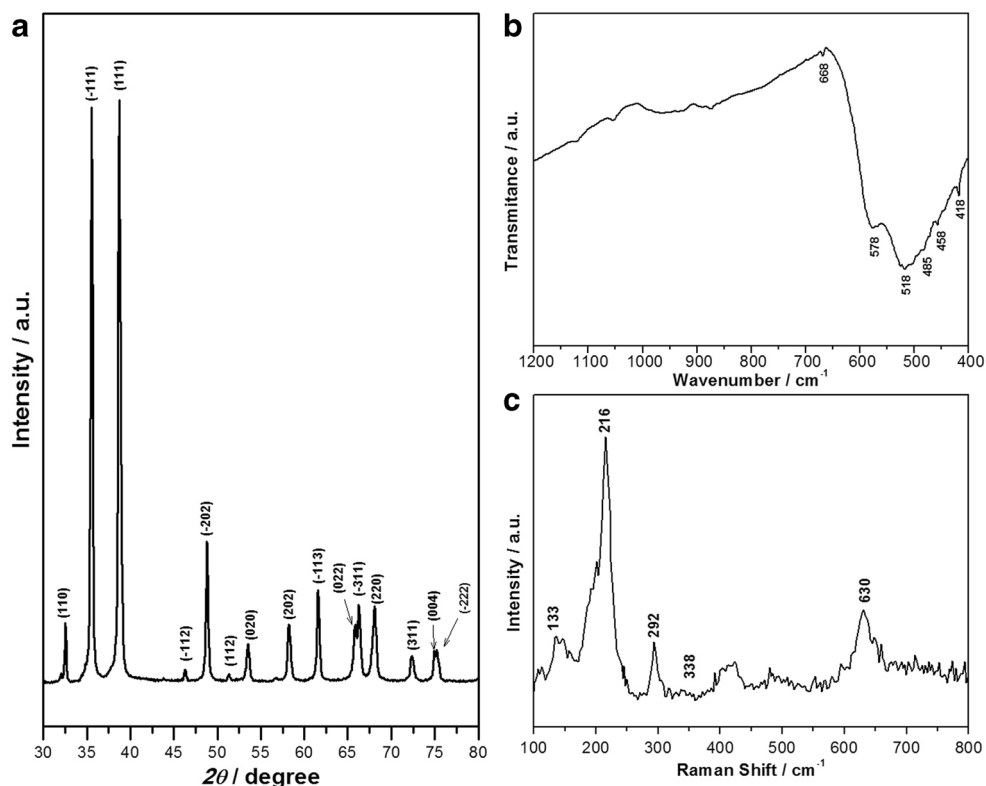 a
Intensity / a.u.
(110)
(-111)
(111)
(-112)
(-202)
(112)
(020)
(202)
(-113)
(022)
(-311)
(220)
(311)
(004)
(-222)
30 35 40 45 50 55 60 65 70 75 80
2θ / degree
b
Transmitance / a.u.
668
578
518
485
458
418
1200 1100 1000 900 800 700 600 500 400
Wavenumber / cm⁻¹
c
Intensity / a.u.
133
216
292
338
630
100 200 300 400 500 600 700 800
Raman Shift / cm⁻¹